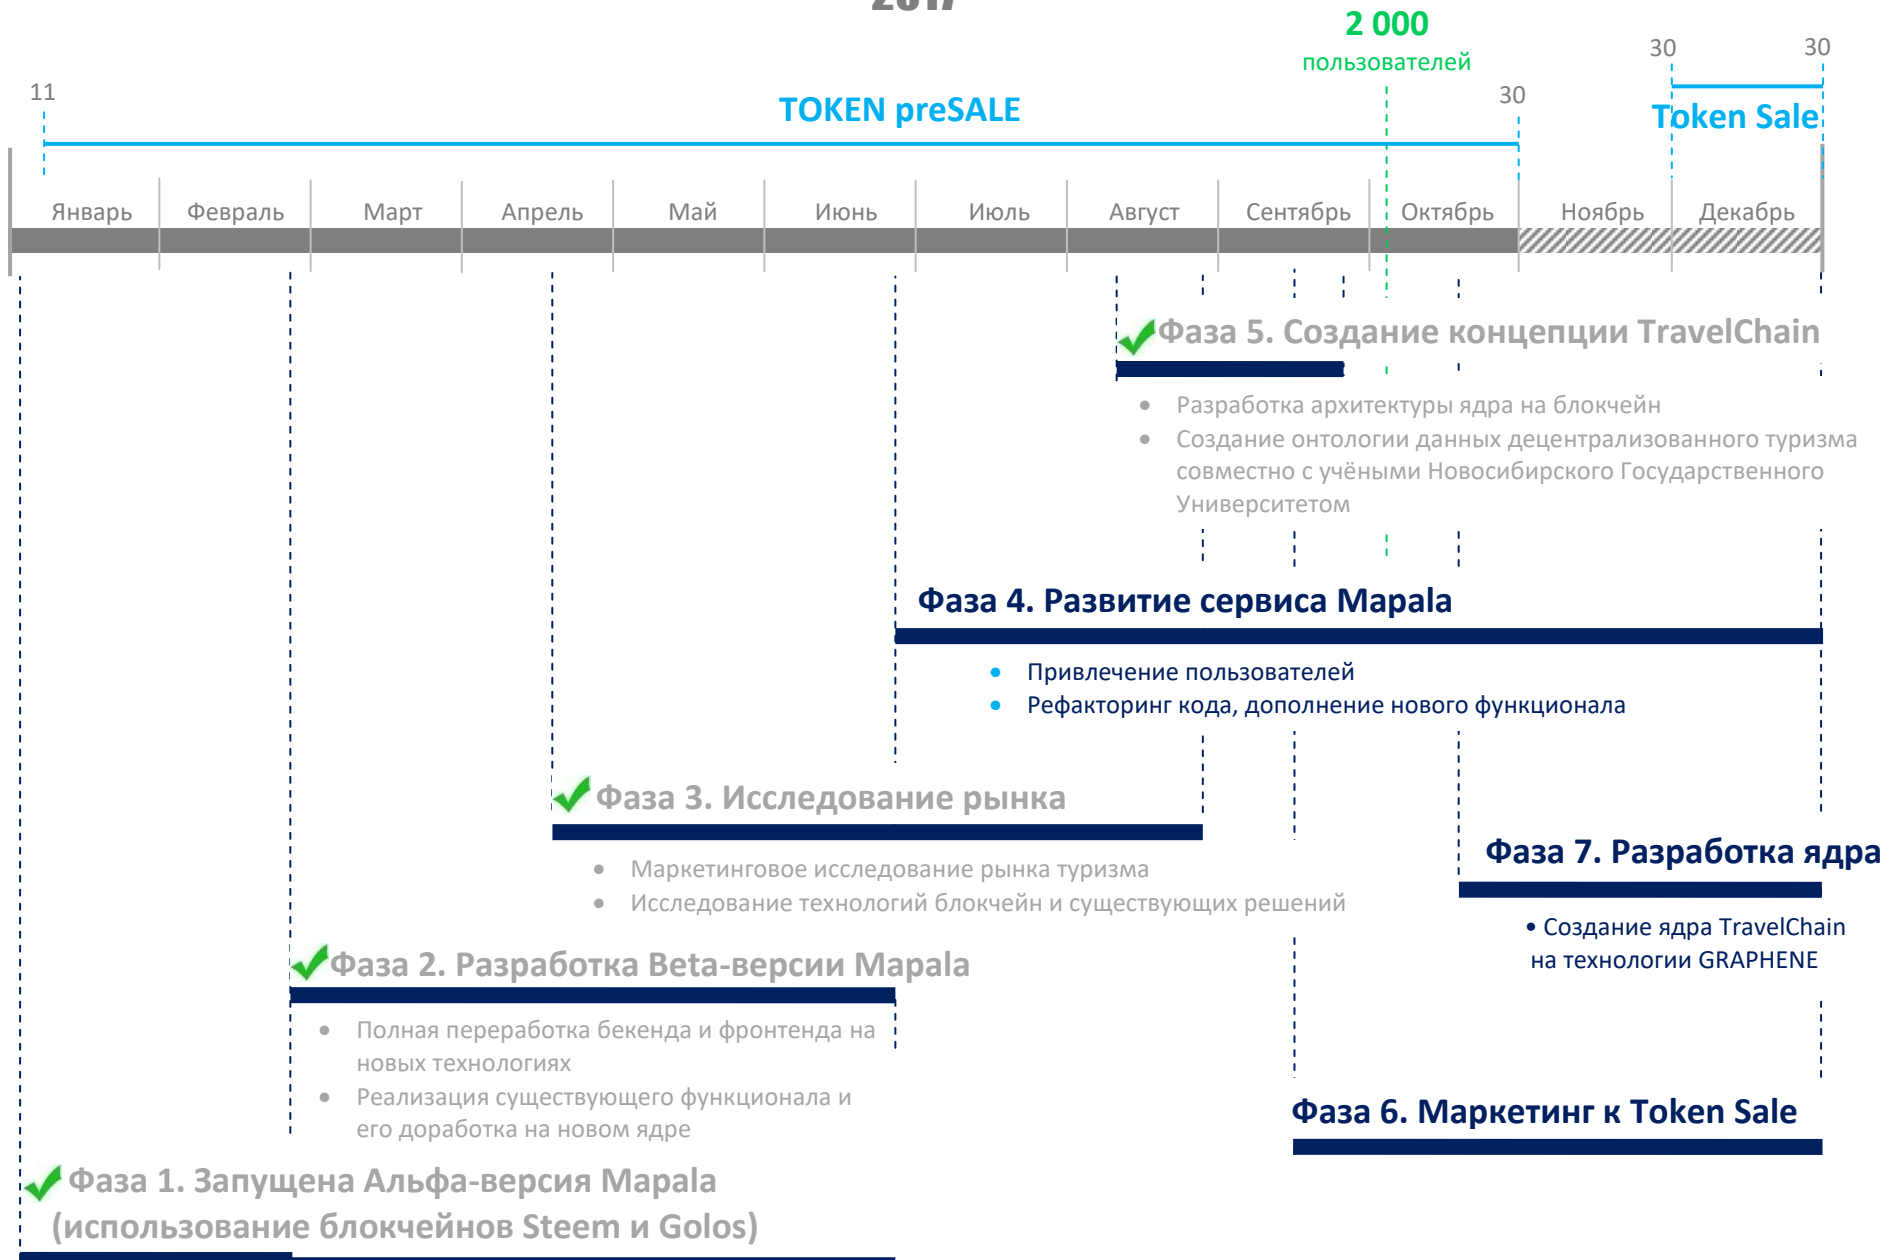 2017
2 000
пользователей
30
30
11
30
TOKEN preSALE
Token Sale
Январь
Февраль
Март
Апрель
Май
Июнь
Июль
Август
Сентябрь
Октябрь
Ноябрь
Декабрь
Фаза 5. Создание концепции TravelChain
• Разработка архитектуры ядра на блокчейн
• Создание онтологии данных децентрализованного туризма
совместно с учёными Новосибирского Государственного
Университетом
Фаза 4. Развитие сервиса Mapala
• Привлечение пользователей
• Рефакторинг кода, дополнение нового функционала
Фаза 3. Исследование рынка
• Маркетинговое исследование рынка туризма
• Исследование технологий блокчейн и существующих решений
Фаза 7. Разработка ядра
• Создание ядра TravelChain
на технологии GRAPHENE
Фаза 2. Разработка Beta-версии Mapala
• Полная переработка бекенда и фронтенда на
новых технологиях
• Реализация существующего функционала и
его доработка на новом ядре
Фаза 6. Маркетинг к Token Sale
Фаза 1. Запущена Альфа-версия Mapala
(использование блокчейнов Steem и Golos)